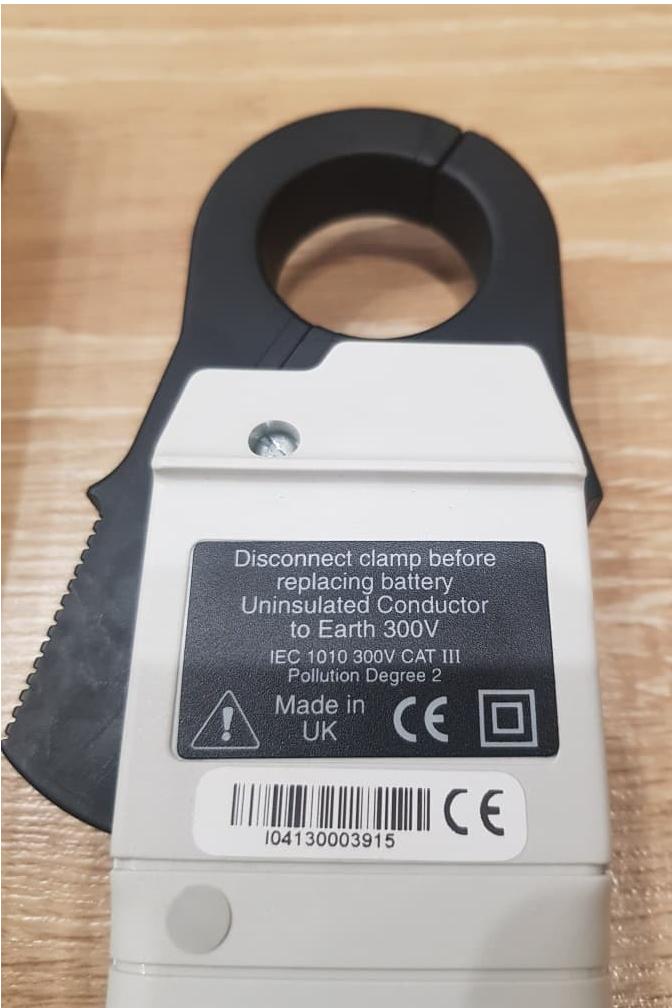 Disconnect clamp before
replacing battery
Uninsulated Conductor
to Earth 300V
IEC 1010 300V CAT III
Pollution Degree 2
Made in
UK
CE
I04130003915
CE